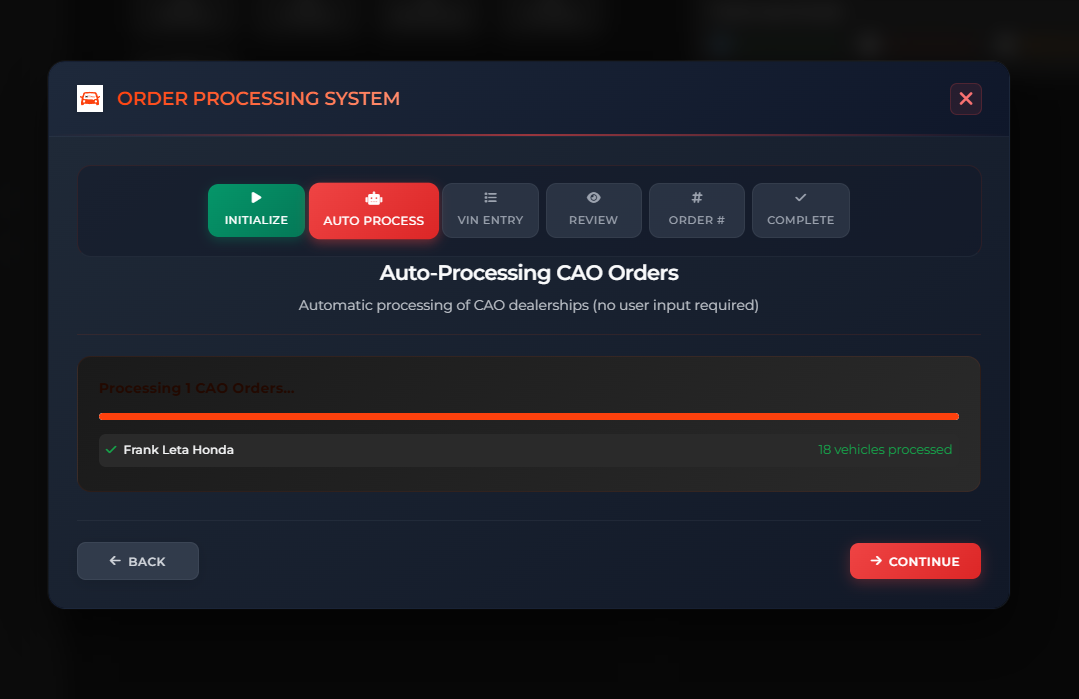 ORDER PROCESSING SYSTEM
INITIALIZE
AUTO PROCESS
VIN ENTRY
REVIEW
ORDER #
COMPLETE
Auto-Processing CAO Orders
Automatic processing of CAO dealerships (no user input required)
Processing 1 CAO Orders...
Frank Leta Honda
18 vehicles processed
BACK
CONTINUE